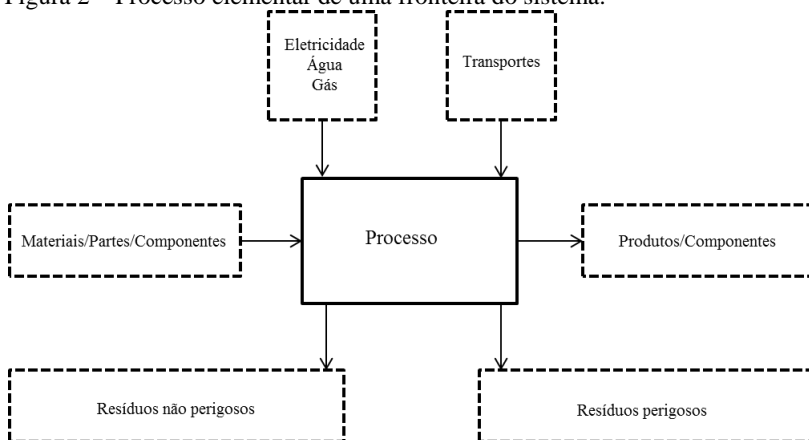 Figura 2 – Processo elementar de uma fronteira do sistema.
Eletricidade
Água
Gás
Transportes
Materiais/Partes/Componentes
Processo
Produtos/Componentes
Resíduos não perigosos
Resíduos perigosos